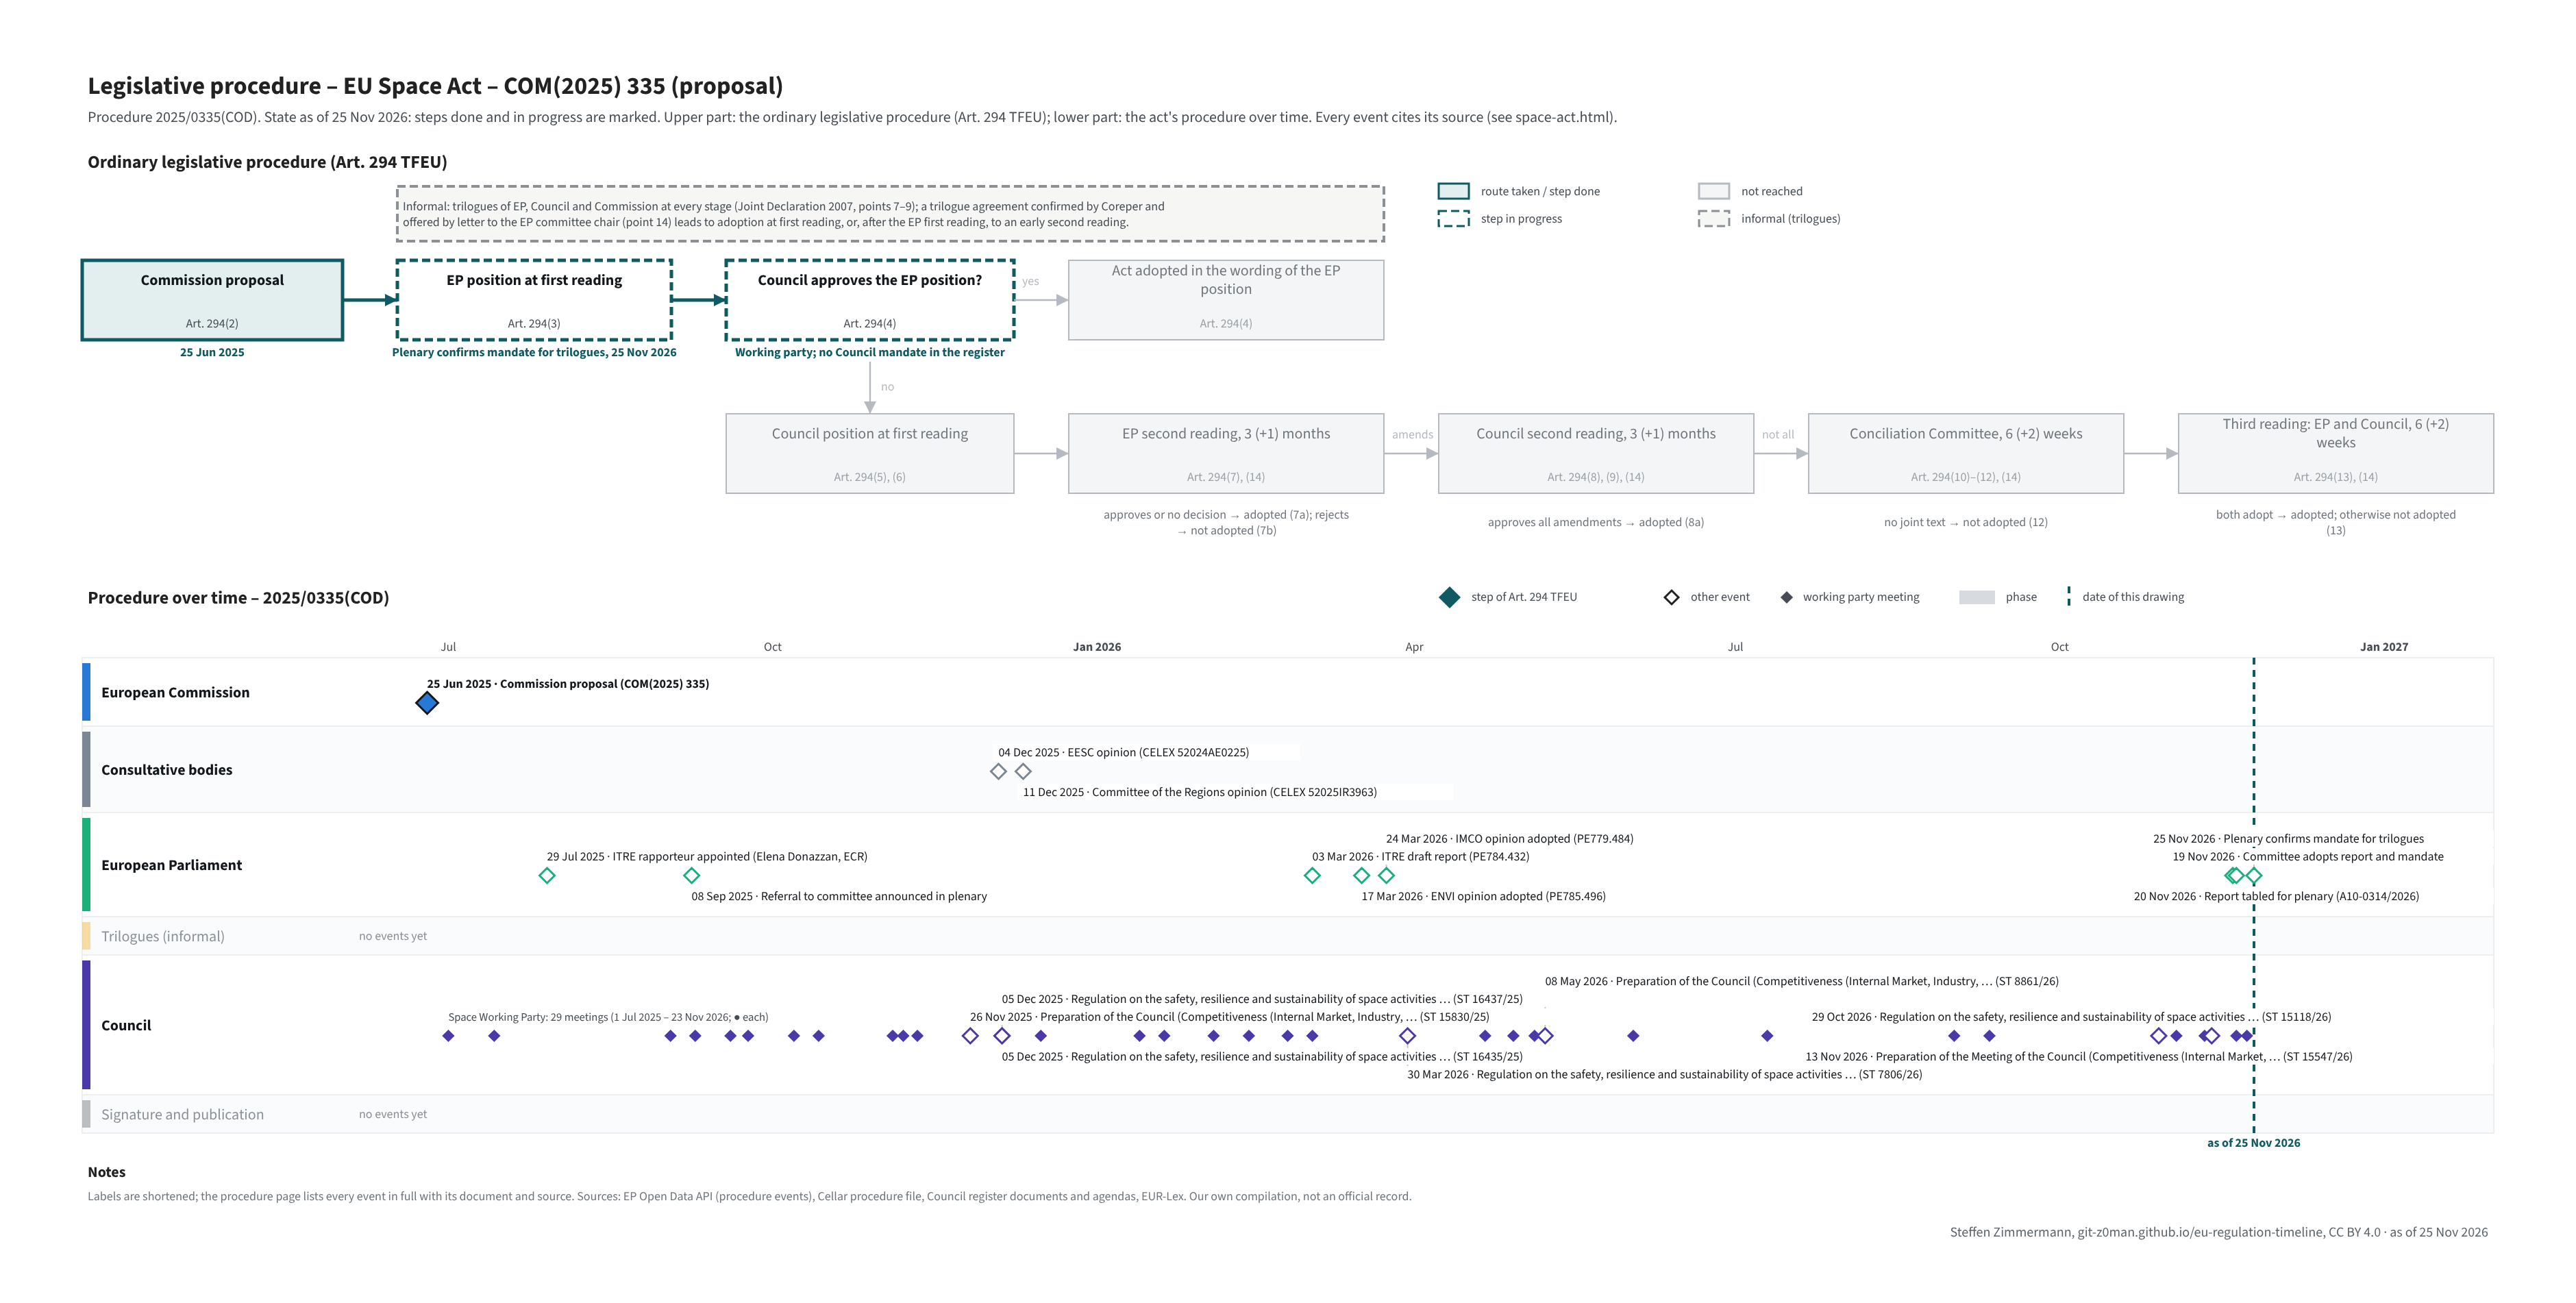 Legislative procedure – EU Space Act – COM(2025) 335 (proposal)
Procedure 2025/0335(COD). State as of 25 Nov 2026: steps done and in progress are marked. Upper part: the ordinary legislative procedure (Art. 294 TFEU); lower part: the act's procedure over time. Every event cites its source (see space-act.html).
Ordinary legislative procedure (Art. 294 TFEU)
Informal: trilogues of EP, Council and Commission at every stage (Joint Declaration 2007, points 7–9); a trilogue agreement confirmed by Coreper and
offered by letter to the EP committee chair (point 14) leads to adoption at first reading, or, after the EP first reading, to an early second reading.
route taken / step done
not reached
step in progress
informal (trilogues)
Commission proposal
Art. 294(2)
25 Jun 2025
EP position at first reading
Art. 294(3)
Plenary confirms mandate for trilogues, 25 Nov 2026
Council approves the EP position?
Art. 294(4)
Working party; no Council mandate in the register
yes
Act adopted in the wording of the EP
position
Art. 294(4)
no
Council position at first reading
Art. 294(5), (6)
EP second reading, 3 (+1) months
Art. 294(7), (14)
approves or no decision → adopted (7a); rejects
→ not adopted (7b)
amends
Council second reading, 3 (+1) months
Art. 294(8), (9), (14)
approves all amendments → adopted (8a)
not all
Conciliation Committee, 6 (+2) weeks
Art. 294(10)–(12), (14)
no joint text → not adopted (12)
Third reading: EP and Council, 6 (+2)
weeks
Art. 294(13), (14)
both adopt → adopted; otherwise not adopted
(13)
Procedure over time – 2025/0335(COD)
step of Art. 294 TFEU
other event
working party meeting
phase
date of this drawing
Jul
Oct
Jan 2026
Apr
Jul
Oct
Jan 2027
European Commission
25 Jun 2025 · Commission proposal (COM(2025) 335)
Consultative bodies
04 Dec 2025 · EESC opinion (CELEX 52024AE0225)
11 Dec 2025 · Committee of the Regions opinion (CELEX 52025IR3963)
European Parliament
24 Mar 2026 · IMCO opinion adopted (PE779.484)
25 Nov 2026 · Plenary confirms mandate for trilogues
29 Jul 2025 · ITRE rapporteur appointed (Elena Donazzan, ECR)
03 Mar 2026 · ITRE draft report (PE784.432)
19 Nov 2026 · Committee adopts report and mandate
08 Sep 2025 · Referral to committee announced in plenary
17 Mar 2026 · ENVI opinion adopted (PE785.496)
20 Nov 2026 · Report tabled for plenary (A10-0314/2026)
Trilogues (informal)
no events yet
Council
08 May 2026 · Preparation of the Council (Competitiveness (Internal Market, Industry, … (ST 8861/26)
05 Dec 2025 · Regulation on the safety, resilience and sustainability of space activities … (ST 16437/25)
Space Working Party: 29 meetings (1 Jul 2025 – 23 Nov 2026; ● each)
26 Nov 2025 · Preparation of the Council (Competitiveness (Internal Market, Industry, … (ST 15830/25)
29 Oct 2026 · Regulation on the safety, resilience and sustainability of space activities … (ST 15118/26)
05 Dec 2025 · Regulation on the safety, resilience and sustainability of space activities … (ST 16435/25)
13 Nov 2026 · Preparation of the Meeting of the Council (Competitiveness (Internal Market, … (ST 15547/26)
30 Mar 2026 · Regulation on the safety, resilience and sustainability of space activities … (ST 7806/26)
Signature and publication
no events yet
as of 25 Nov 2026
Notes
Labels are shortened; the procedure page lists every event in full with its document and source. Sources: EP Open Data API (procedure events), Cellar procedure file, Council register documents and agendas, EUR-Lex. Our own compilation, not an official record.
Steffen Zimmermann, git-z0man.github.io/eu-regulation-timeline, CC BY 4.0 · as of 25 Nov 2026